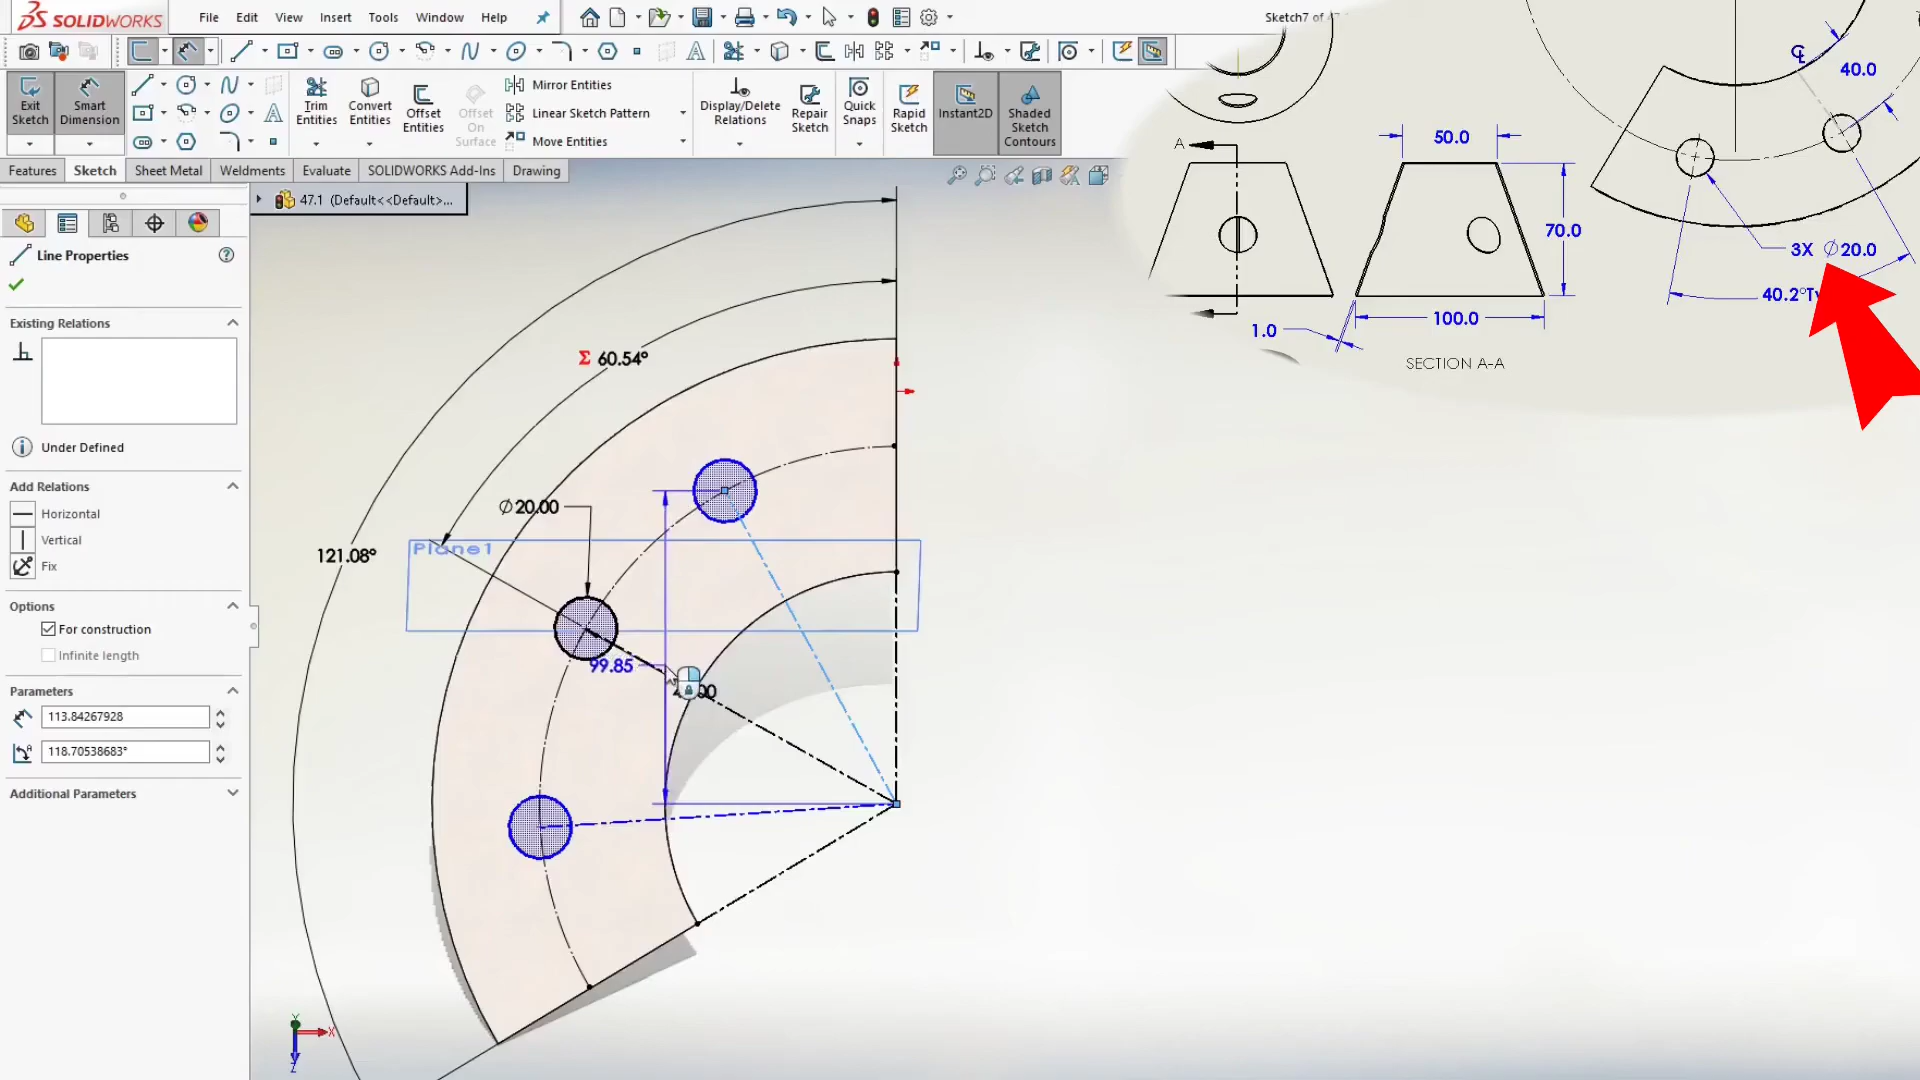 SOLIDWORKS
File Edit View Insert Tools Window Help
Sketch7 of 47.1
Exit Sketch
Smart Dimension
Trim Entities
Convert Entities
Offset Entities
Offset On Surface
Mirror Entities
Linear Sketch Pattern
Move Entities
Display/Delete Relations
Repair Sketch
Quick Snaps
Rapid Sketch
Instant2D
Shaded Sketch Contours
Features Sketch Sheet Metal Weldments Evaluate SOLIDWORKS Add-Ins Drawing
47.1 (Default<<Default>...
Line Properties
Existing Relations
Under Defined
Add Relations
Horizontal
Vertical
Fix
Options
For construction
Infinite length
Parameters
113.84267928
118.70538683°
Additional Parameters
Σ 60.54°
∅20.00
Plane1
121.08°
99.85
Y
X
Z
40.0
A
50.0
70.0
3X ∅20.0
40.2°
1.0
100.0
SECTION A-A